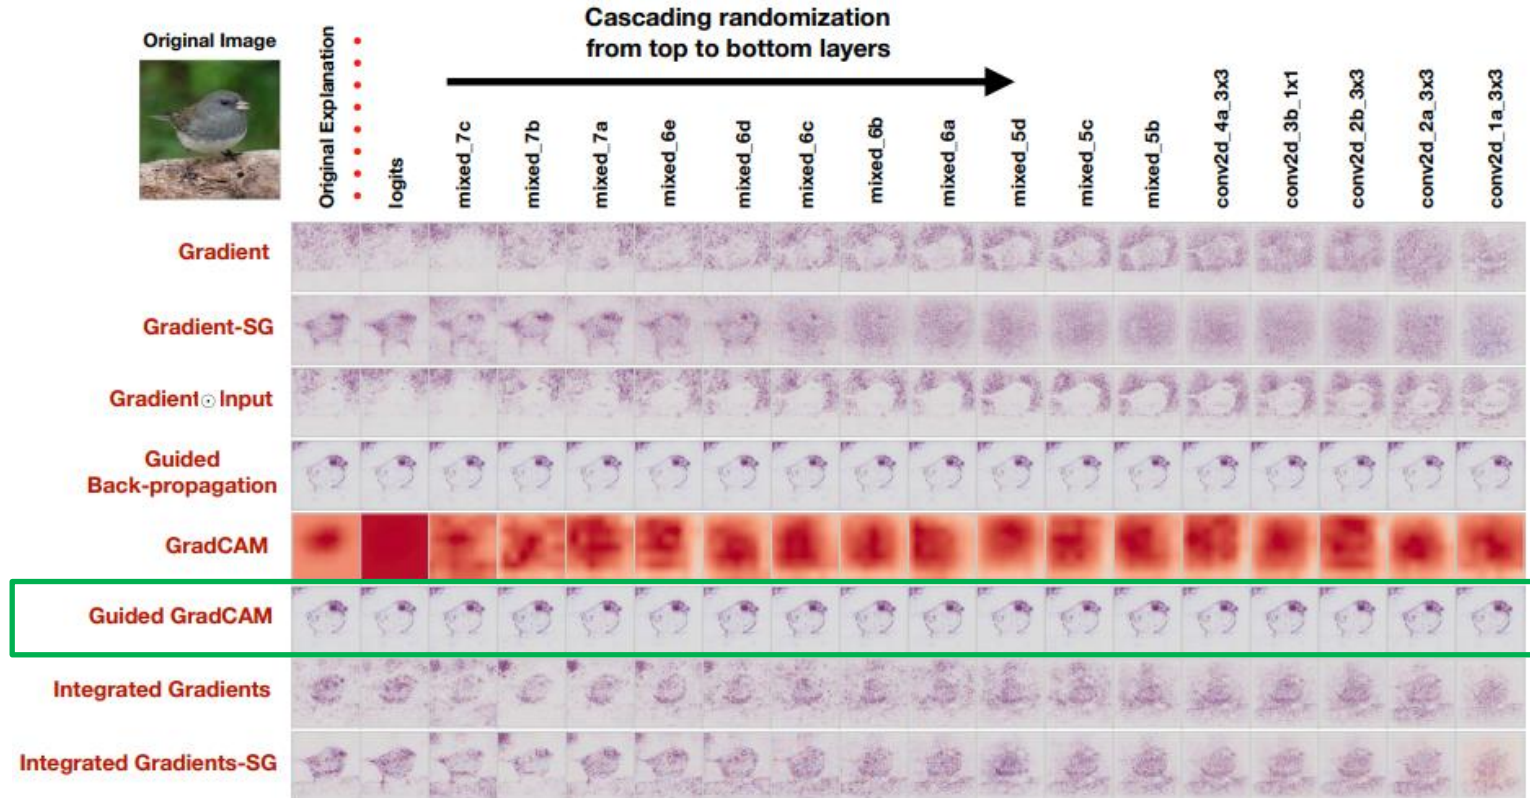 Cascading randomization
from top to bottom layers
Original Image
Original Explanation
logits
mixed_7c
mixed_7b
mixed_7a
mixed_6e
mixed_6d
mixed_6c
mixed_6b
mixed_6a
mixed_5d
mixed_5c
mixed_5b
conv2d_4a_3x3
conv2d_3b_1x1
conv2d_2b_3x3
conv2d_2a_3x3
conv2d_1a_3x3
Gradient
Gradient-SG
Gradient⊙Input
Guided
Back-propagation
GradCAM
Guided GradCAM
Integrated Gradients
Integrated Gradients-SG